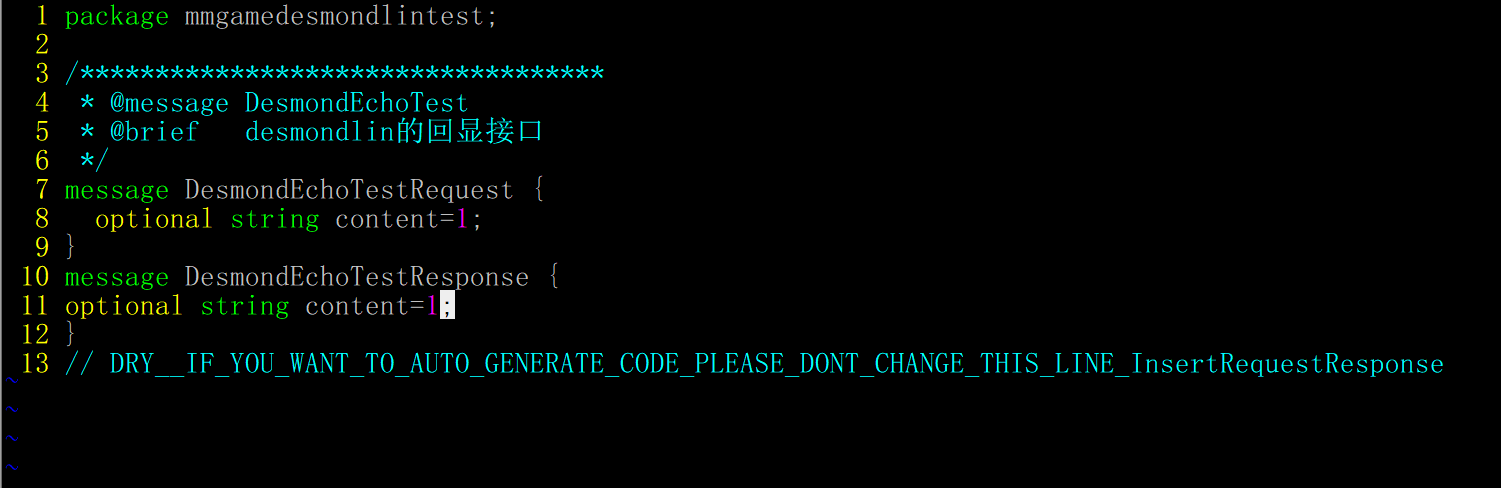 1 package mmgamedesmondlintest;
2
3 /***********************************
4  * @message DesmondEchoTest
5  * @brief   desmondlin的回显接口
6  */
7 message DesmondEchoTestRequest {
8   optional string content=1;
9 }
10 message DesmondEchoTestResponse {
11 optional string content=1;
12 }
13 // DRY__IF_YOU_WANT_TO_AUTO_GENERATE_CODE_PLEASE_DONT_CHANGE_THIS_LINE_InsertRequestResponse
~
~
~
~